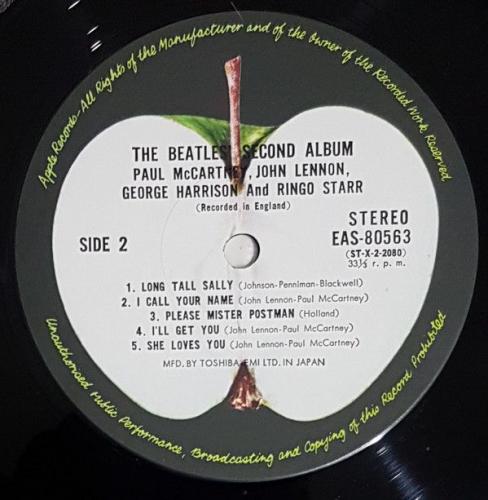 Apple Records–All Rights of the Manufacturer and of the Owner of the Recorded Work Reserved
THE BEATLES' SECOND ALBUM
PAUL McCARTNEY, JOHN LENNON,
GEORGE HARRISON And RINGO STARR
(Recorded in England)
STEREO
SIDE 2
EAS-80563
(ST-X-2-2080)
33⅓ r. p. m.
1. LONG TALL SALLY (Johnson-Penniman-Blackwell)
2. I CALL YOUR NAME (John Lennon-Paul McCartney)
3. PLEASE MISTER POSTMAN (Holland)
4. I'LL GET YOU (John Lennon-Paul McCartney)
5. SHE LOVES YOU (John Lennon-Paul McCartney)
MFD. BY TOSHIBA EMI LTD. IN JAPAN
Unauthorised Public Performance, Broadcasting and Copying of this Record Prohibited